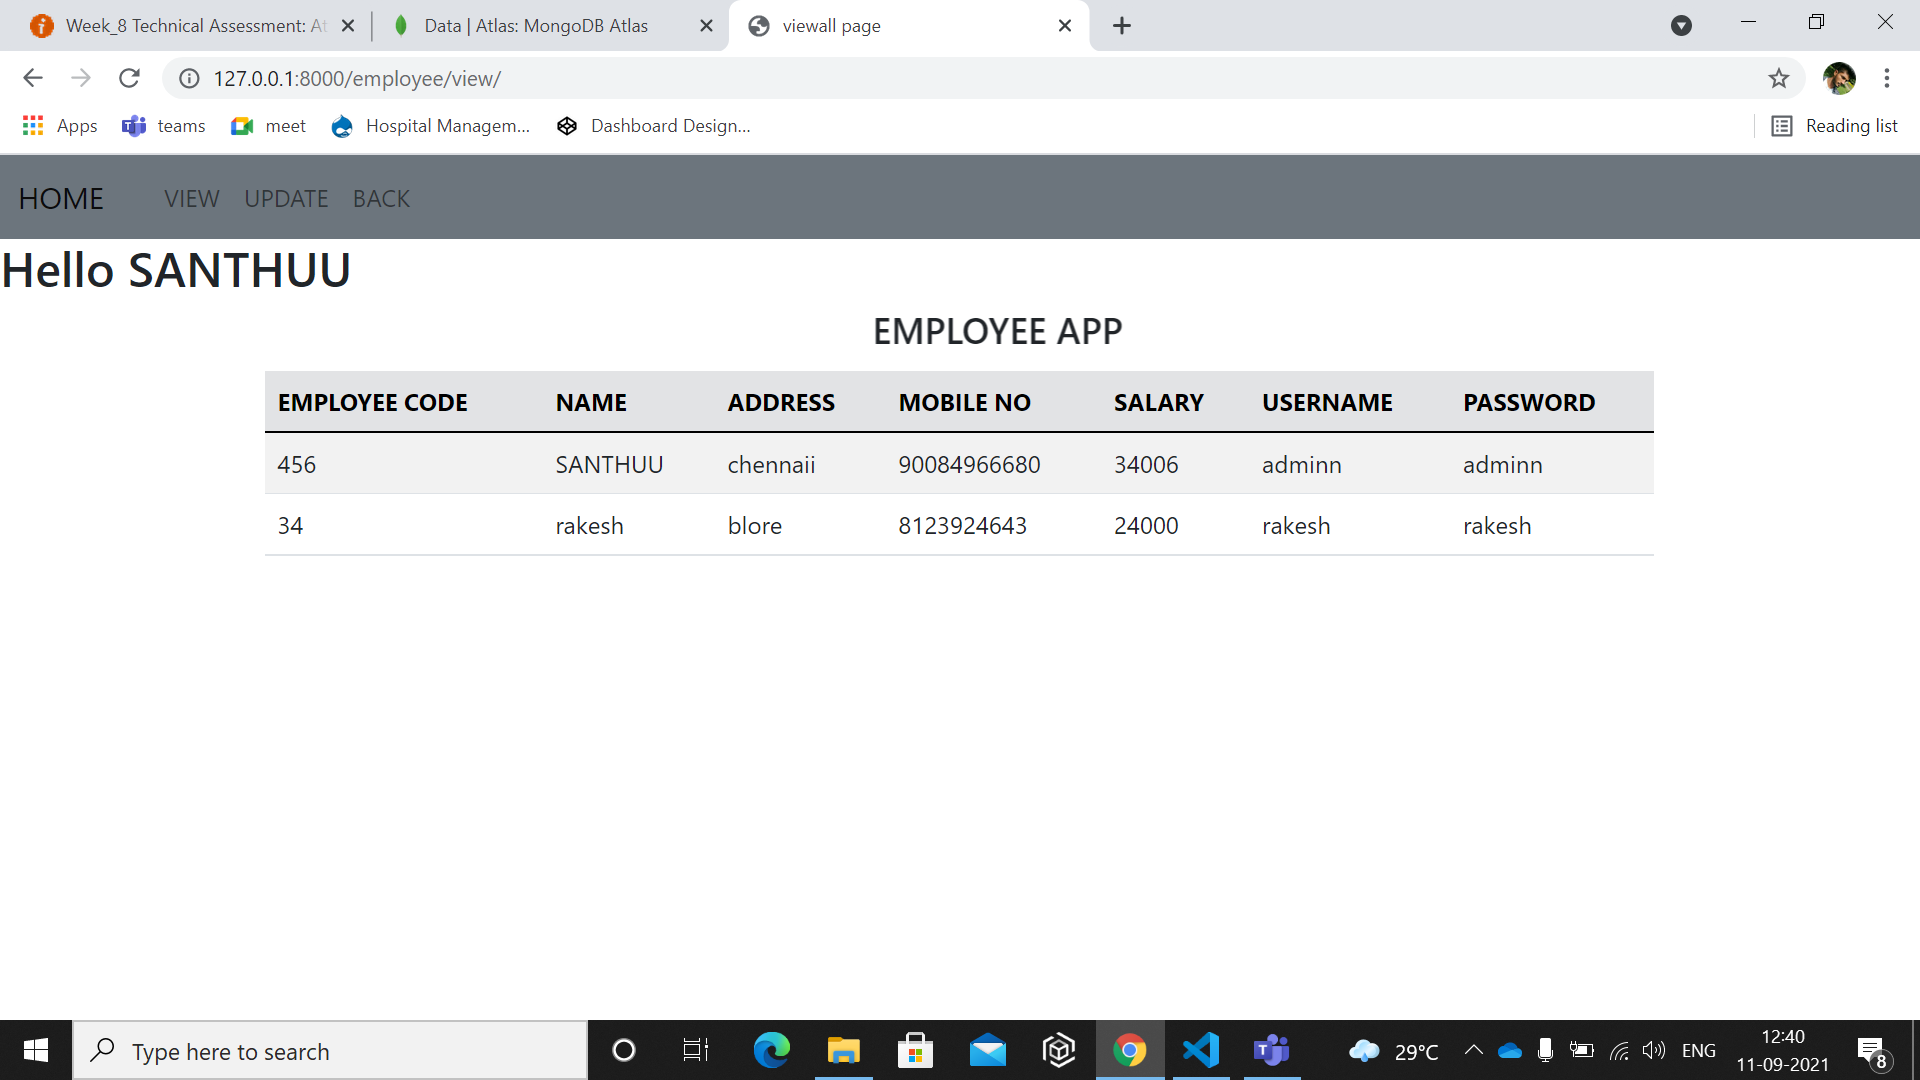 Week_8 Technical Assessment: At
Data | Atlas: MongoDB Atlas
viewall page
127.0.0.1:8000/employee/view/
Apps teams meet Hospital Managem... Dashboard Design... Reading list
HOME VIEW UPDATE BACK
Hello SANTHUU
EMPLOYEE APP
EMPLOYEE CODE NAME ADDRESS MOBILE NO SALARY USERNAME PASSWORD
456 SANTHUU chennaii 90084966680 34006 adminn adminn
34 rakesh blore 8123924643 24000 rakesh rakesh
Type here to search
29°C
ENG
12:40
11-09-2021
8